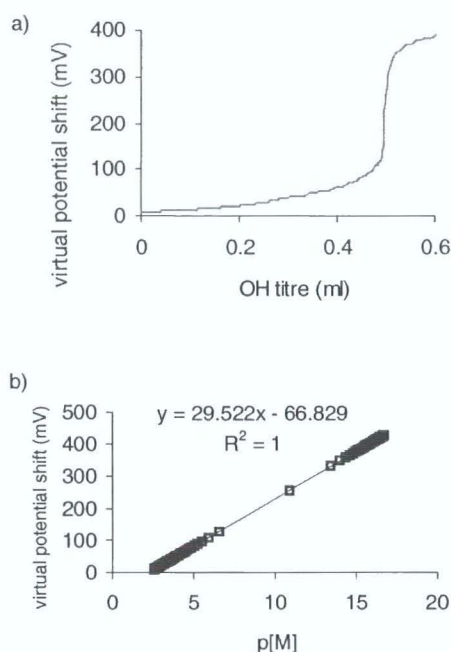 a)
virtual potential shift (mV)
400
300
200
100
0
0 0.2 0.4 0.6
OH titre (ml)
b)
virtual potential shift (mV)
y = 29.522x - 66.829
R² = 1
500
400
300
200
100
0
0 5 10 15 20
p[M]